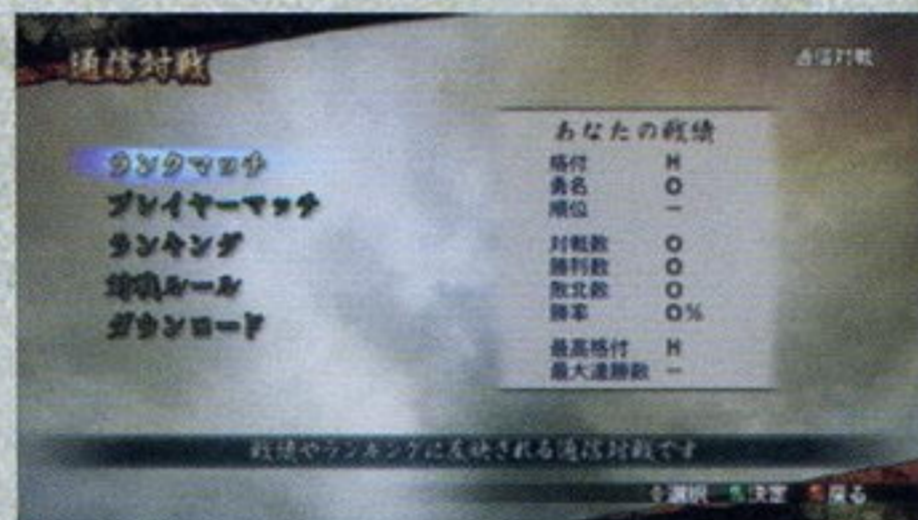 通信対戦
通信対戦
ランクマッチ
プレイヤーマッチ
ランキング
対戦ルール
ダウンロード
あなたの戦績
格付 H
勇名 0
順位 －
対戦数 0
勝利数 0
敗北数 0
勝率 0%
最高格付 H
最大連勝数 －
戦績やランキングに反映される通信対戦です
選択 決定 戻る